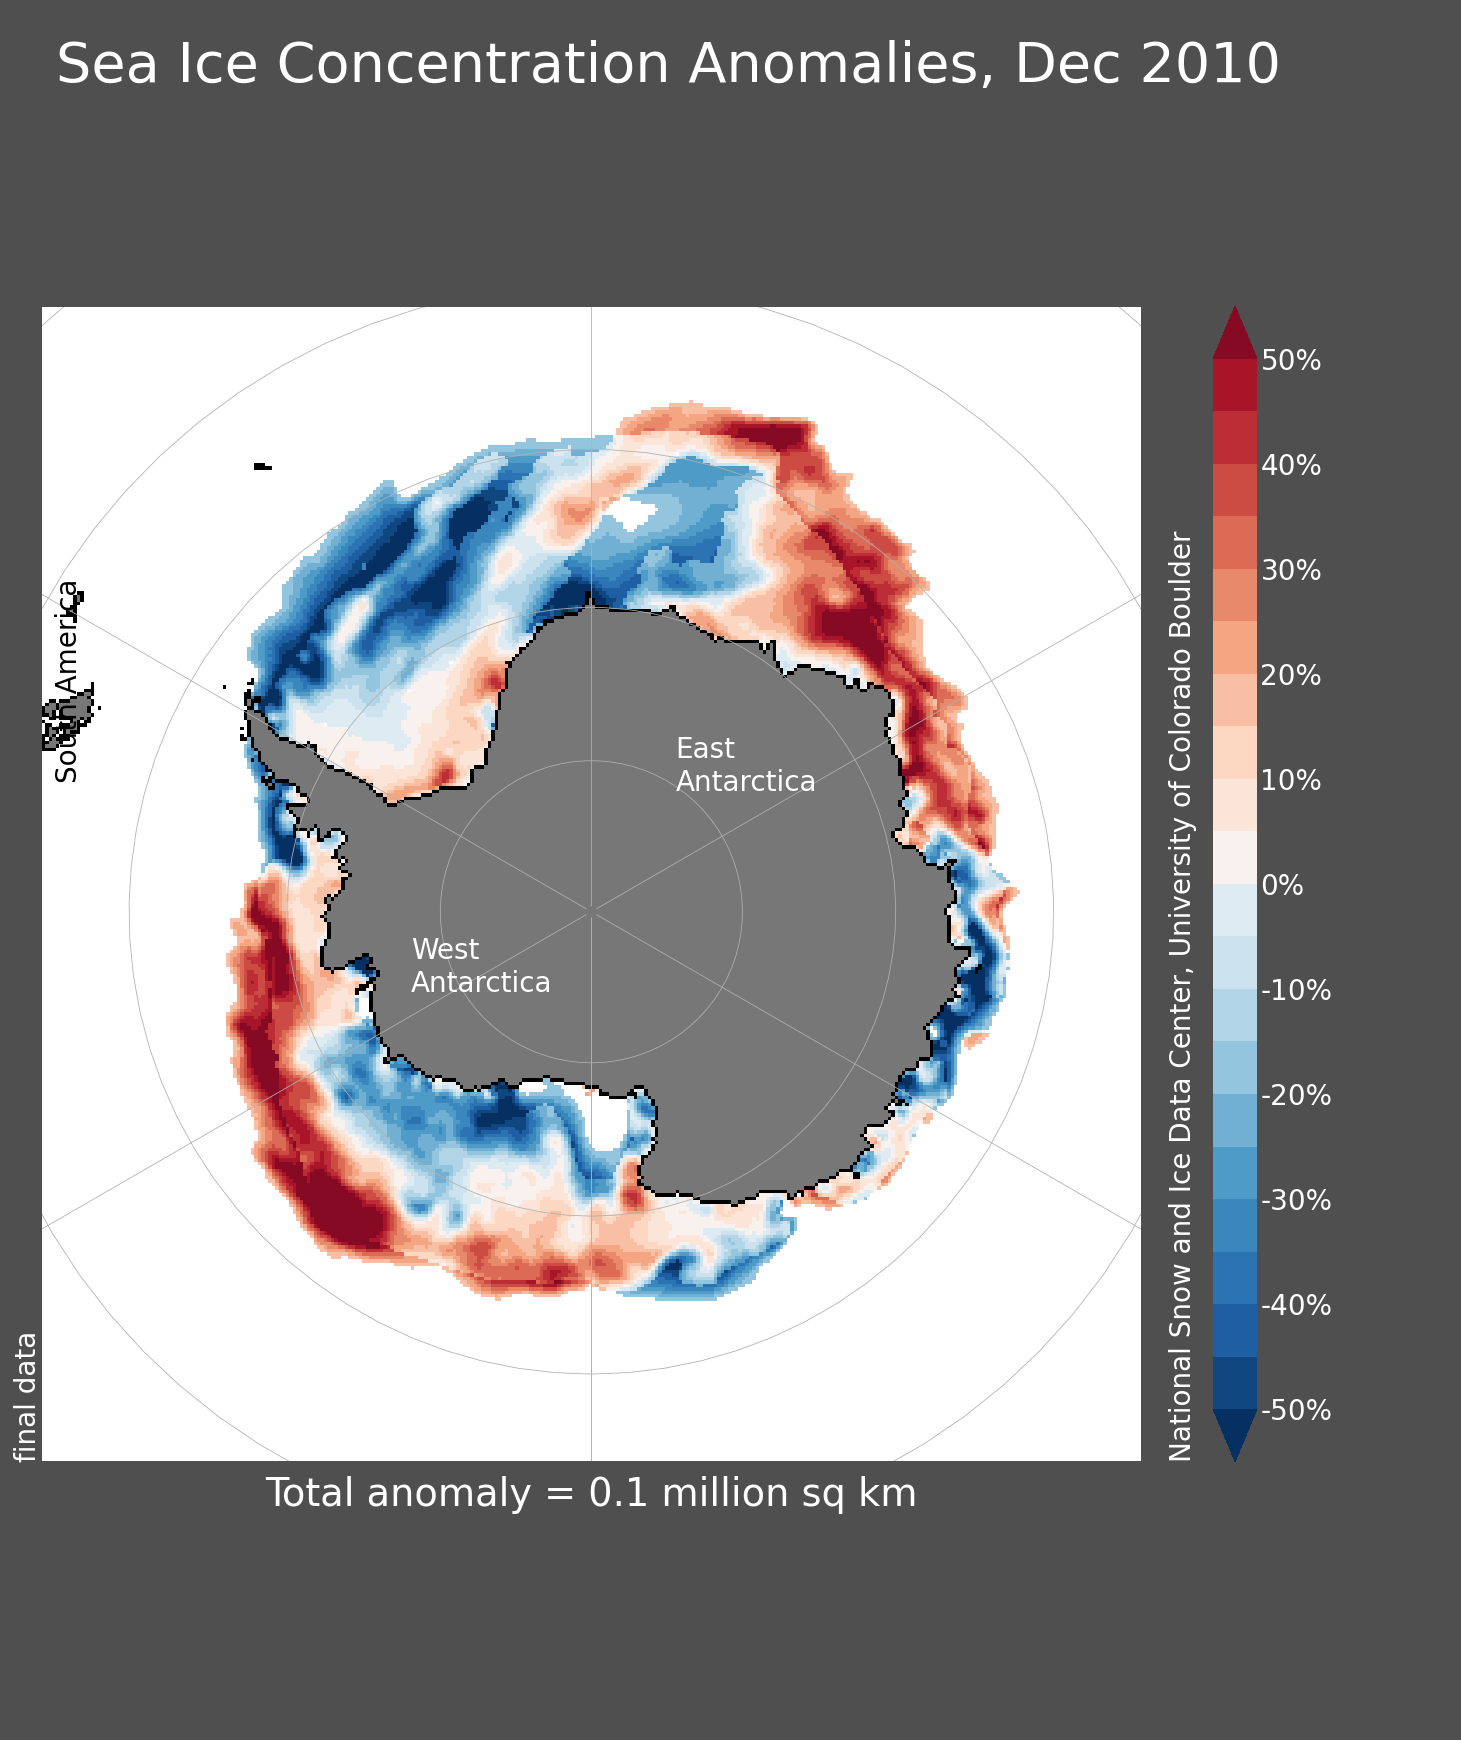 Sea Ice Concentration Anomalies, Dec 2010
South America
East
Antarctica
West
Antarctica
final data
National Snow and Ice Data Center, University of Colorado Boulder
50%
40%
30%
20%
10%
0%
-10%
-20%
-30%
-40%
-50%
Total anomaly = 0.1 million sq km